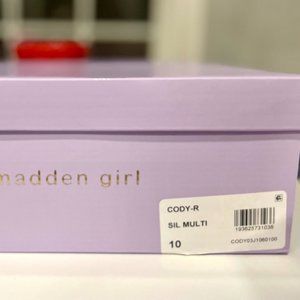 madden girl
CODY-R
SIL MULTI
10
193625731036
CODY03J1060100